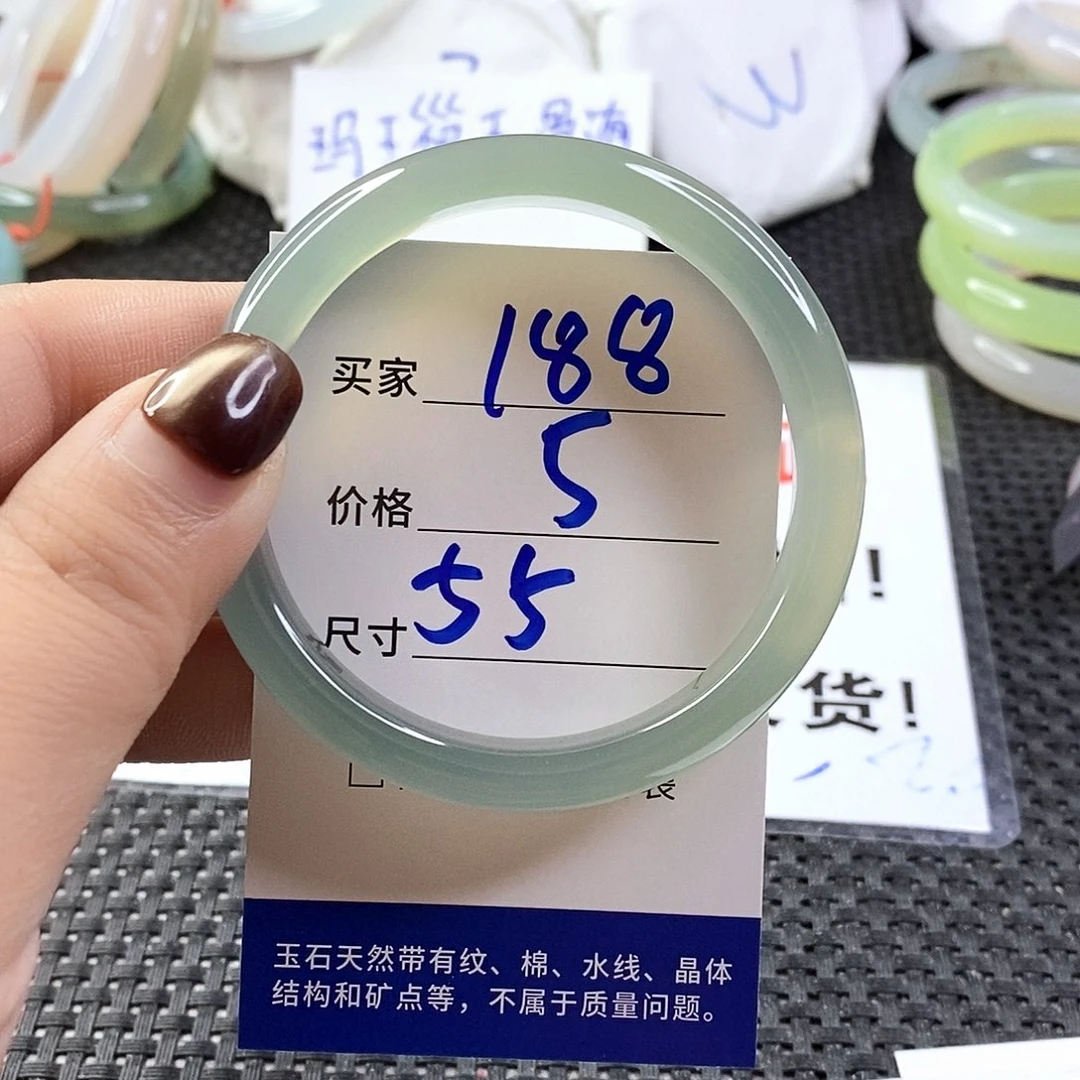 买家 188
价格 5
尺寸 55
玉石天然带有纹、棉、水线、晶体
结构和矿点等，不属于质量问题。
!
货!